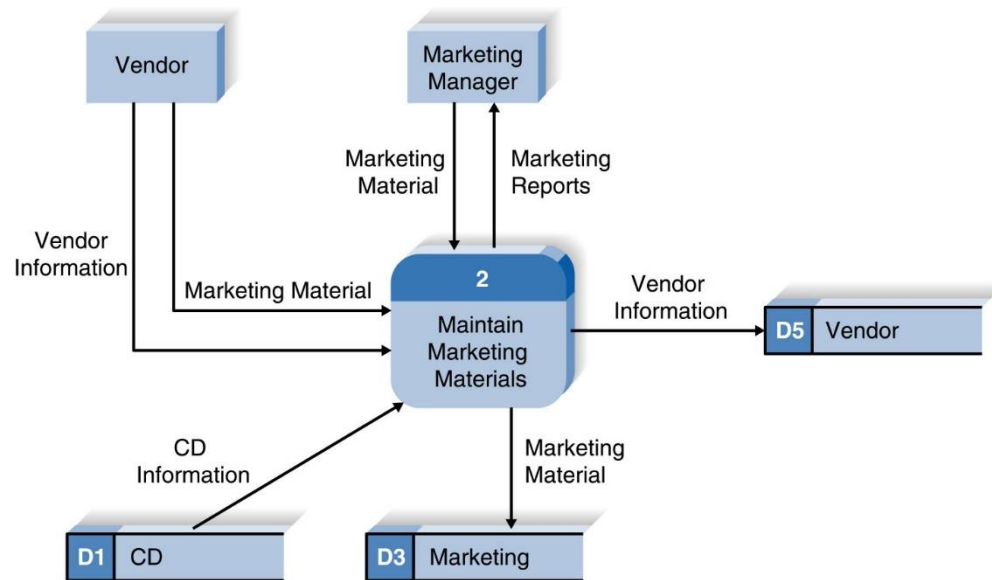 Vendor
Marketing
Manager
Marketing
Material
Marketing
Reports
Vendor
Information
Marketing Material
2
Maintain
Marketing
Materials
Vendor
Information
D5 Vendor
CD
Information
Marketing
Material
D1 CD
D3 Marketing